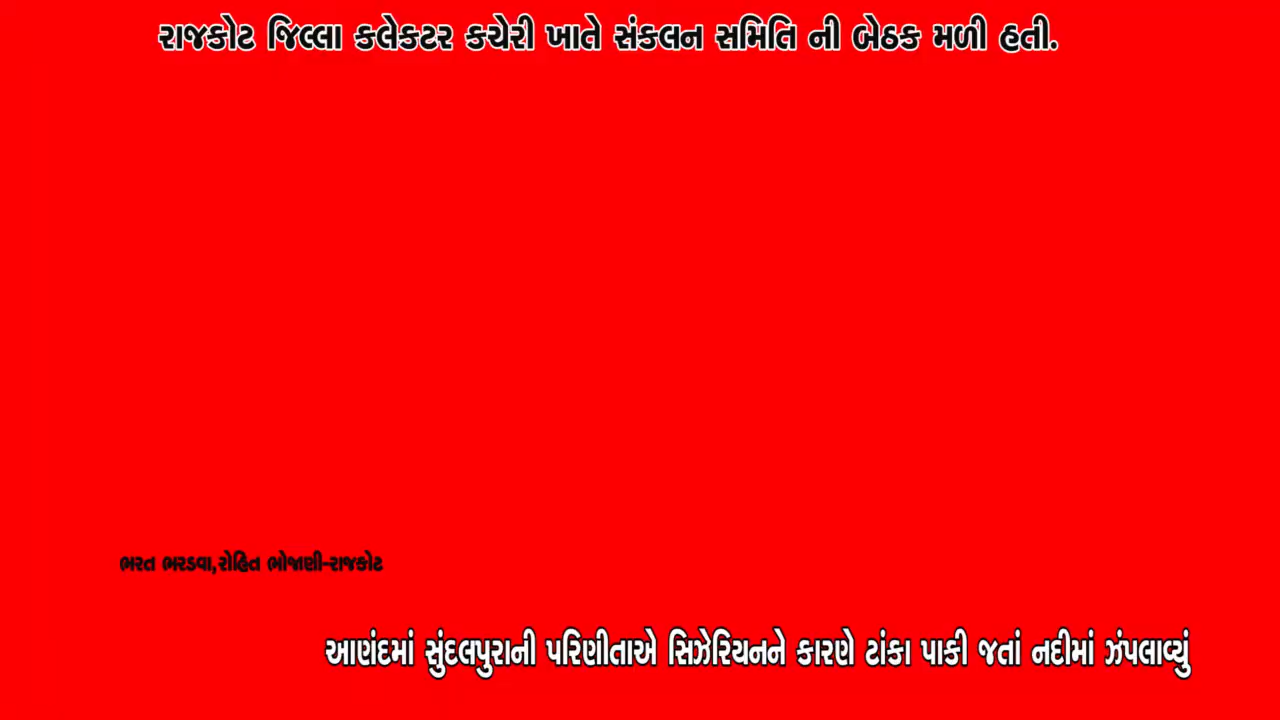 રાજકોટ જિલ્લા કલેકટર કચેરી ખાતે સંકલન સમિતિ ની બેઠક મળી હતી.
ભરત ભરડવા,રોહિત ભોજાણી-રાજકોટ
આણંદમાં સુંદલપુરાની પરિણીતાએ સિઝેરિયનને કારણે ટાંકા પાકી જતાં નદીમાં ઝંપલાવ્યું